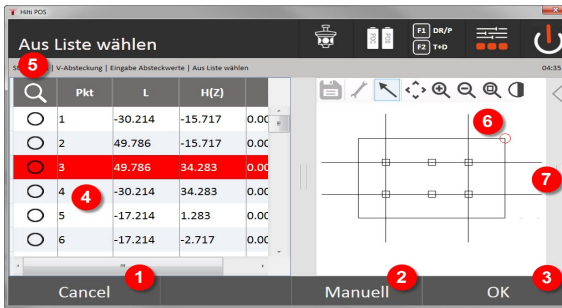 Hilti POS
Aus Liste wählen
POC
POS
F1 DR/P
F2 T+D
V-Absteckung | Eingabe Absteckwerte | Aus Liste wählen
04:35
5
Pkt L H(Z)
1 -30.214 -15.717 0.00
2 49.786 -15.717 0.00
3 49.786 34.283 0.00
4 -30.214 34.283 0.00
5 -17.214 1.283 0.00
6 -17.214 -2.717 0.00
4
6
7
1
2
3
Cancel
Manuell
OK